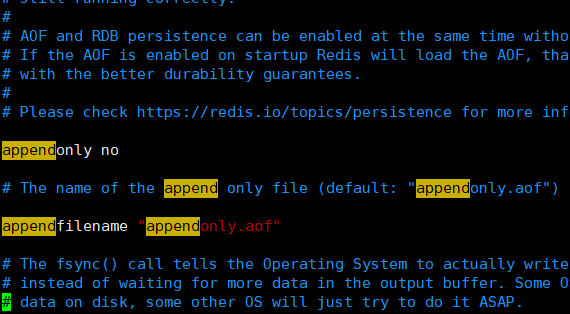 # still running correctly.
#
# AOF and RDB persistence can be enabled at the same time witho
# If the AOF is enabled on startup Redis will load the AOF, tha
# with the better durability guarantees.
#
# Please check https://redis.io/topics/persistence for more inf
appendonly no
# The name of the append only file (default: "appendonly.aof")
appendfilename "appendonly.aof"
# The fsync() call tells the Operating System to actually write
# instead of waiting for more data in the output buffer. Some O
# data on disk, some other OS will just try to do it ASAP.